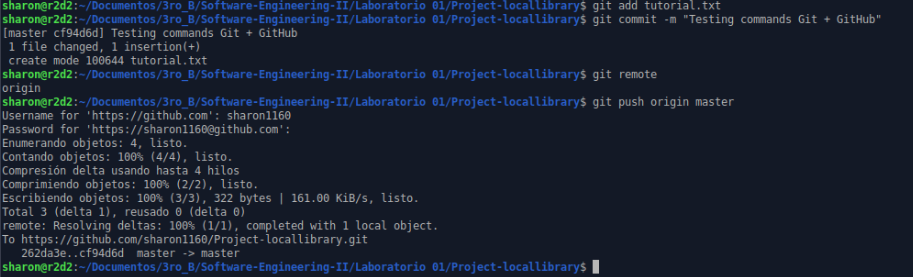 sharon@r2d2:~/Documentos/3ro_B/Software-Engineering-II/Laboratorio 01/Project-locallibrary$ git add tutorial.txt
sharon@r2d2:~/Documentos/3ro_B/Software-Engineering-II/Laboratorio 01/Project-locallibrary$ git commit -m "Testing commands Git + GitHub"
[master cf94d6d] Testing commands Git + GitHub
 1 file changed, 1 insertion(+)
 create mode 100644 tutorial.txt
sharon@r2d2:~/Documentos/3ro_B/Software-Engineering-II/Laboratorio 01/Project-locallibrary$ git remote
origin
sharon@r2d2:~/Documentos/3ro_B/Software-Engineering-II/Laboratorio 01/Project-locallibrary$ git push origin master
Username for 'https://github.com': sharon1160
Password for 'https://sharon1160@github.com':
Enumerando objetos: 4, listo.
Contando objetos: 100% (4/4), listo.
Compresión delta usando hasta 4 hilos
Comprimiendo objetos: 100% (2/2), listo.
Escribiendo objetos: 100% (3/3), 322 bytes | 161.00 KiB/s, listo.
Total 3 (delta 1), reusado 0 (delta 0)
remote: Resolving deltas: 100% (1/1), completed with 1 local object.
To https://github.com/sharon1160/Project-locallibrary.git
   262da3e..cf94d6d  master -> master
sharon@r2d2:~/Documentos/3ro_B/Software-Engineering-II/Laboratorio 01/Project-locallibrary$